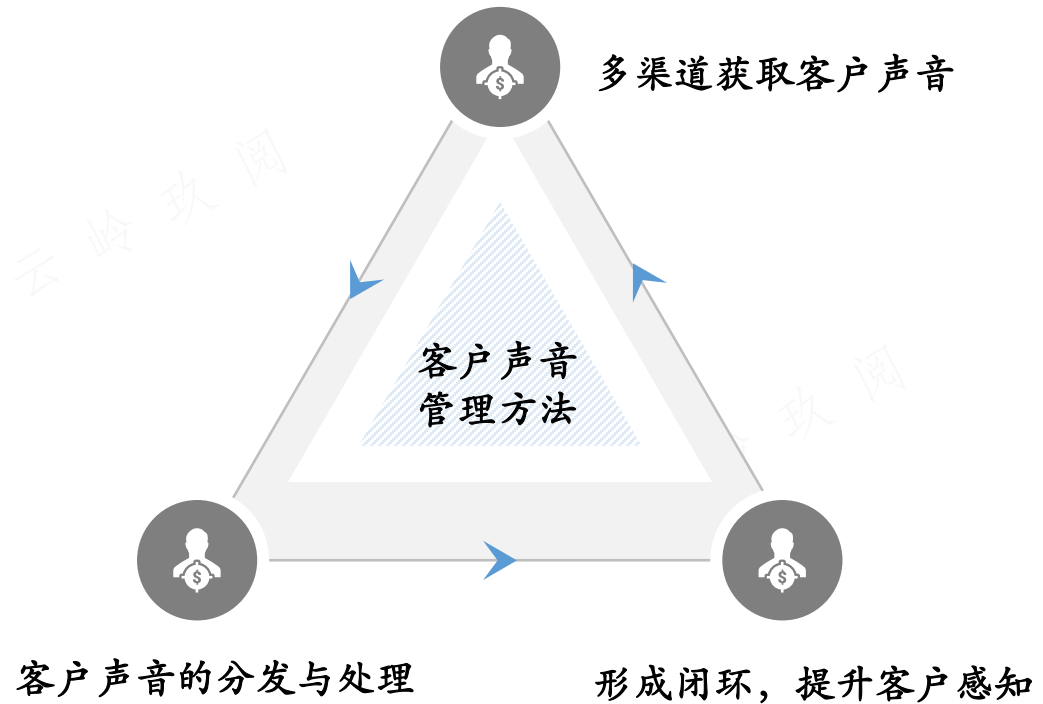 多渠道获取客户声音
云岭玖阅
客户声音
管理方法
玖阅
客户声音的分发与处理
形成闭环，提升客户感知